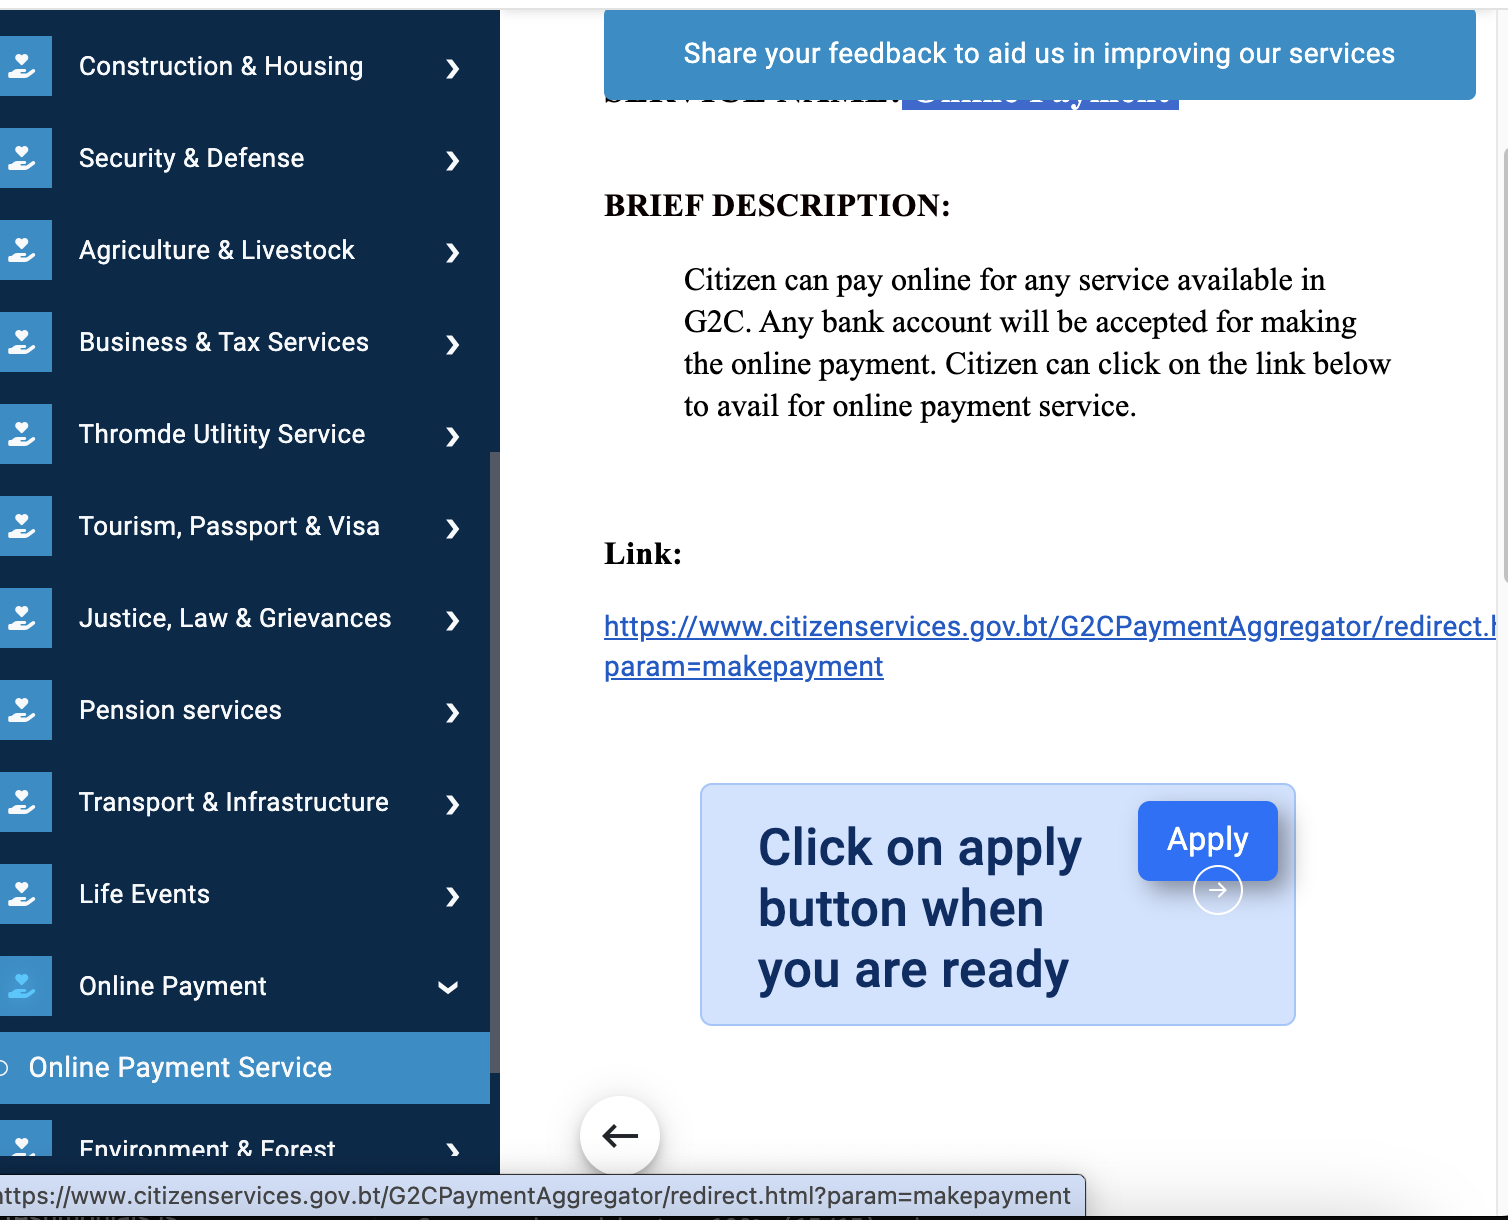 Construction & Housing
Security & Defense
Agriculture & Livestock
Business & Tax Services
Thromde Utlitity Service
Tourism, Passport & Visa
Justice, Law & Grievances
Pension services
Transport & Infrastructure
Life Events
Online Payment
Online Payment Service
Environment & Forest
Share your feedback to aid us in improving our services
SERVICE NAME: Online Payment
BRIEF DESCRIPTION:
Citizen can pay online for any service available in
G2C. Any bank account will be accepted for making
the online payment. Citizen can click on the link below
to avail for online payment service.
Link:
https://www.citizenservices.gov.bt/G2CPaymentAggregator/redirect.h
param=makepayment
Click on apply
button when
you are ready
Apply
ttps://www.citizenservices.gov.bt/G2CPaymentAggregator/redirect.html?param=makepayment